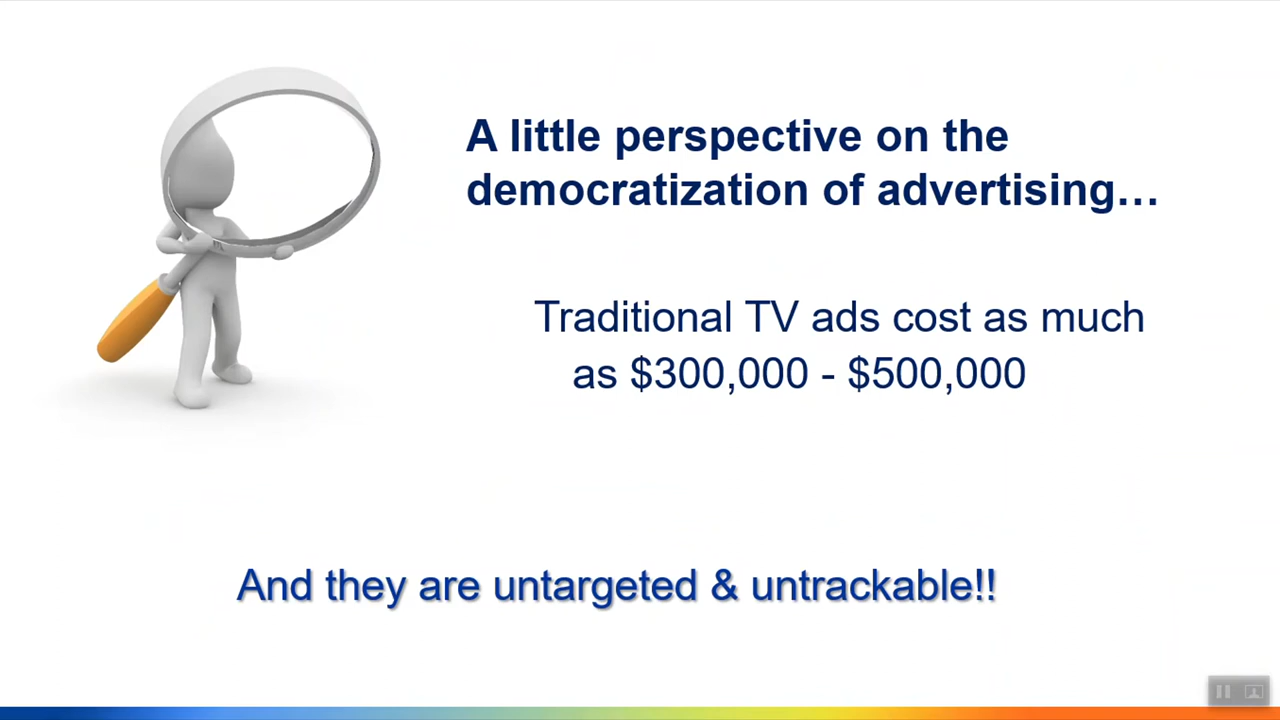 A little perspective on the
democratization of advertising…
Traditional TV ads cost as much
as $300,000 - $500,000
And they are untargeted & untrackable!!